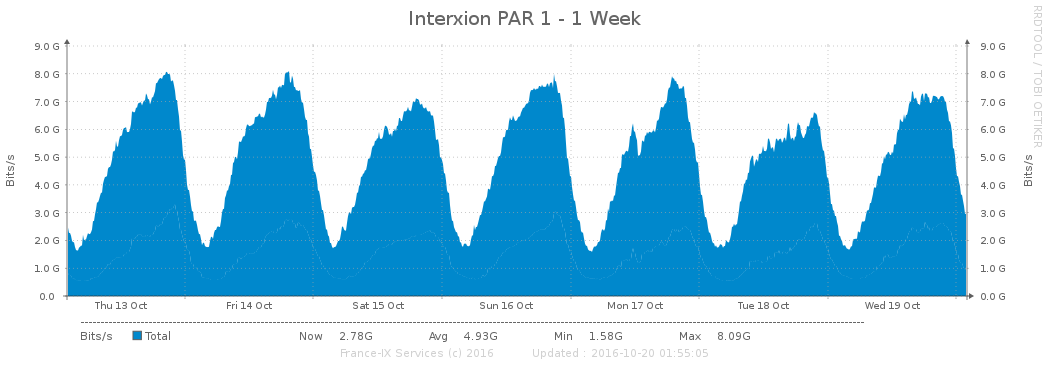 Interxion PAR 1 - 1 Week
RRDTOOL / TOBI OETIKER
9.0 G 9.0 G
8.0 G 8.0 G
7.0 G 7.0 G
6.0 G 6.0 G
5.0 G 5.0 G
4.0 G 4.0 G
3.0 G 3.0 G
2.0 G 2.0 G
1.0 G 1.0 G
0.0 0.0 G
Bits/s
Bits/s
Thu 13 Oct Fri 14 Oct Sat 15 Oct Sun 16 Oct Mon 17 Oct Tue 18 Oct Wed 19 Oct
Bits/s Total Now 2.78G Avg 4.93G Min 1.58G Max 8.09G
France-IX Services (c) 2016 Updated : 2016-10-20 01:55:05